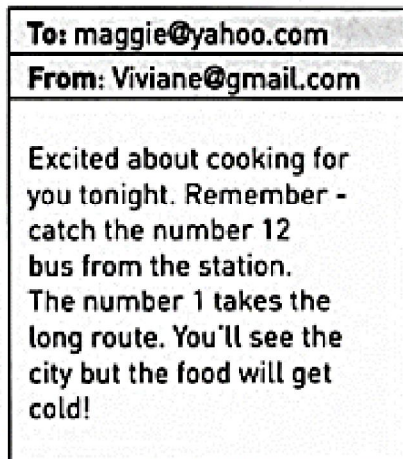 To: maggie@yahoo.com
From: Viviane@gmail.com
Excited about cooking for
you tonight. Remember -
catch the number 12
bus from the station.
The number 1 takes the
long route. You'll see the
city but the food will get
cold!